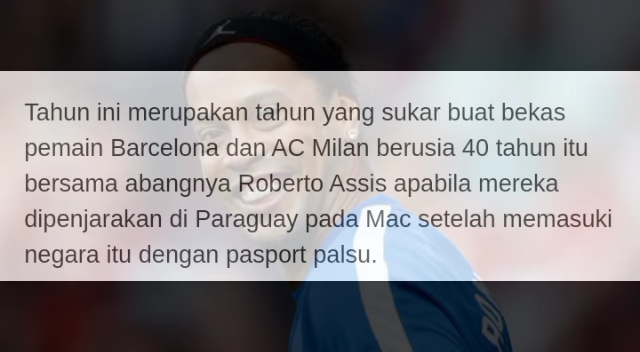 Tahun ini merupakan tahun yang sukar buat bekas
pemain Barcelona dan AC Milan berusia 40 tahun itu
bersama abangnya Roberto Assis apabila mereka
dipenjarakan di Paraguay pada Mac setelah memasuki
negara itu dengan pasport palsu.